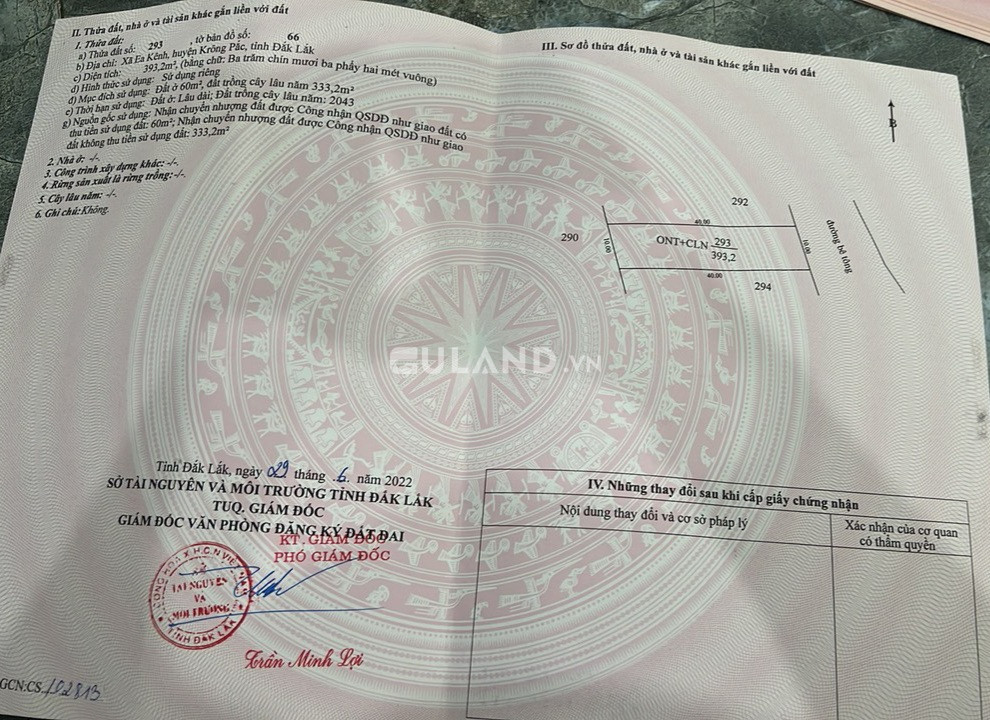 II. Thửa đất, nhà ở và tài sản khác gắn liền với đất
1. Thửa đất:
a) Thửa đất số: 293 , tờ bản đồ số: 66
b) Địa chỉ: Xã Ea Kênh, huyện Krông Pắc, tỉnh Đắk Lắk
c) Diện tích: 393,2m², (bằng chữ: Ba trăm chín mươi ba phẩy hai mét vuông)
d) Hình thức sử dụng: Sử dụng riêng
đ) Mục đích sử dụng: Đất ở 60m², đất trồng cây lâu năm 333,2m²
e) Thời hạn sử dụng: Đất ở: Lâu dài; Đất trồng cây lâu năm: 2043
g) Nguồn gốc sử dụng: Nhận chuyển nhượng đất được Công nhận QSDĐ như giao đất có
thu tiền sử dụng đất: 60m²; Nhận chuyển nhượng đất được Công nhận QSDĐ như giao
đất không thu tiền sử dụng đất: 333,2m²
2. Nhà ở: -/-.
3. Công trình xây dựng khác: -/-.
4. Rừng sản xuất là rừng trồng: -/-.
5. Cây lâu năm: -/-.
6. Ghi chú: Không.
III. Sơ đồ thửa đất, nhà ở và tài sản khác gắn liền với đất
B
292
290
40.00
10.00
ONT+CLN 293
393,2
10.00
40.00
294
đường bê tông
GULAND.VN
Tỉnh Đắk Lắk, ngày 29 tháng 6 năm 2022
SỞ TÀI NGUYÊN VÀ MÔI TRƯỜNG TỈNH ĐẮK LẮK
TUQ. GIÁM ĐỐC
GIÁM ĐỐC VĂN PHÒNG ĐĂNG KÝ ĐẤT ĐAI
KT. GIÁM ĐỐC
PHÓ GIÁM ĐỐC
SỞ
TÀI NGUYÊN
VÀ
MÔI TRƯỜNG
TỈNH ĐẮK LẮK
Trần Minh Lợi
GCN:CS
IV. Những thay đổi sau khi cấp giấy chứng nhận
Nội dung thay đổi và cơ sở pháp lý
Xác nhận của cơ quan
có thẩm quyền